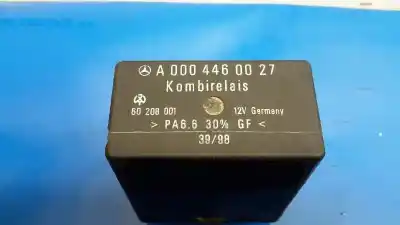 A 000 446 00 27
Kombirelais
60 208 001 12V Germany
> PA6.6 30% GF <
39/98